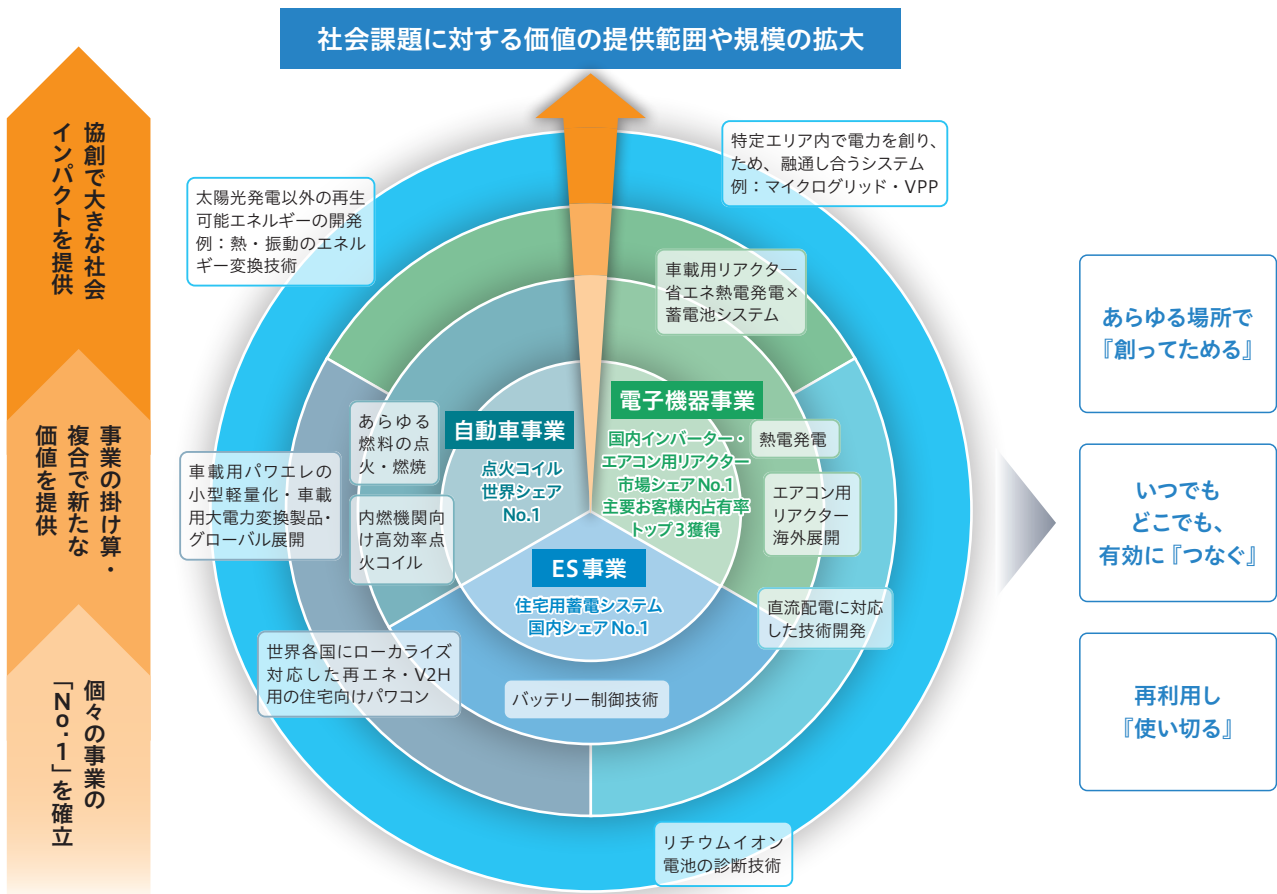 社会課題に対する価値の提供範囲や規模の拡大
協創で大きな社会
インパクトを提供
事業の掛け算・
複合で新たな
価値を提供
個々の事業の
「No.1」を確立
太陽光発電以外の再生
可能エネルギーの開発
例：熱・振動のエネル
ギー変換技術
特定エリア内で電力を創り、
ため、融通し合うシステム
例：マイクログリッド・VPP
車載用リアクター
省エネ熱電発電×
蓄電池システム
自動車事業
点火コイル
世界シェア
No.1
電子機器事業
国内インバーター・
エアコン用リアクター
市場シェアNo.1
主要お客様内占有率
トップ3獲得
ES事業
住宅用蓄電システム
国内シェアNo.1
あらゆる
燃料の点
火・燃焼
内燃機関向
け高効率点
火コイル
熱電発電
エアコン用
リアクター
海外展開
車載用パワエレの
小型軽量化・車載
用大電力変換製品・
グローバル展開
直流配電に対応
した技術開発
世界各国にローカライズ
対応した再エネ・V2H
用の住宅向けパワコン
バッテリー制御技術
リチウムイオン
電池の診断技術
あらゆる場所で
『創ってためる』
いつでも
どこでも、
有効に『つなぐ』
再利用し
『使い切る』